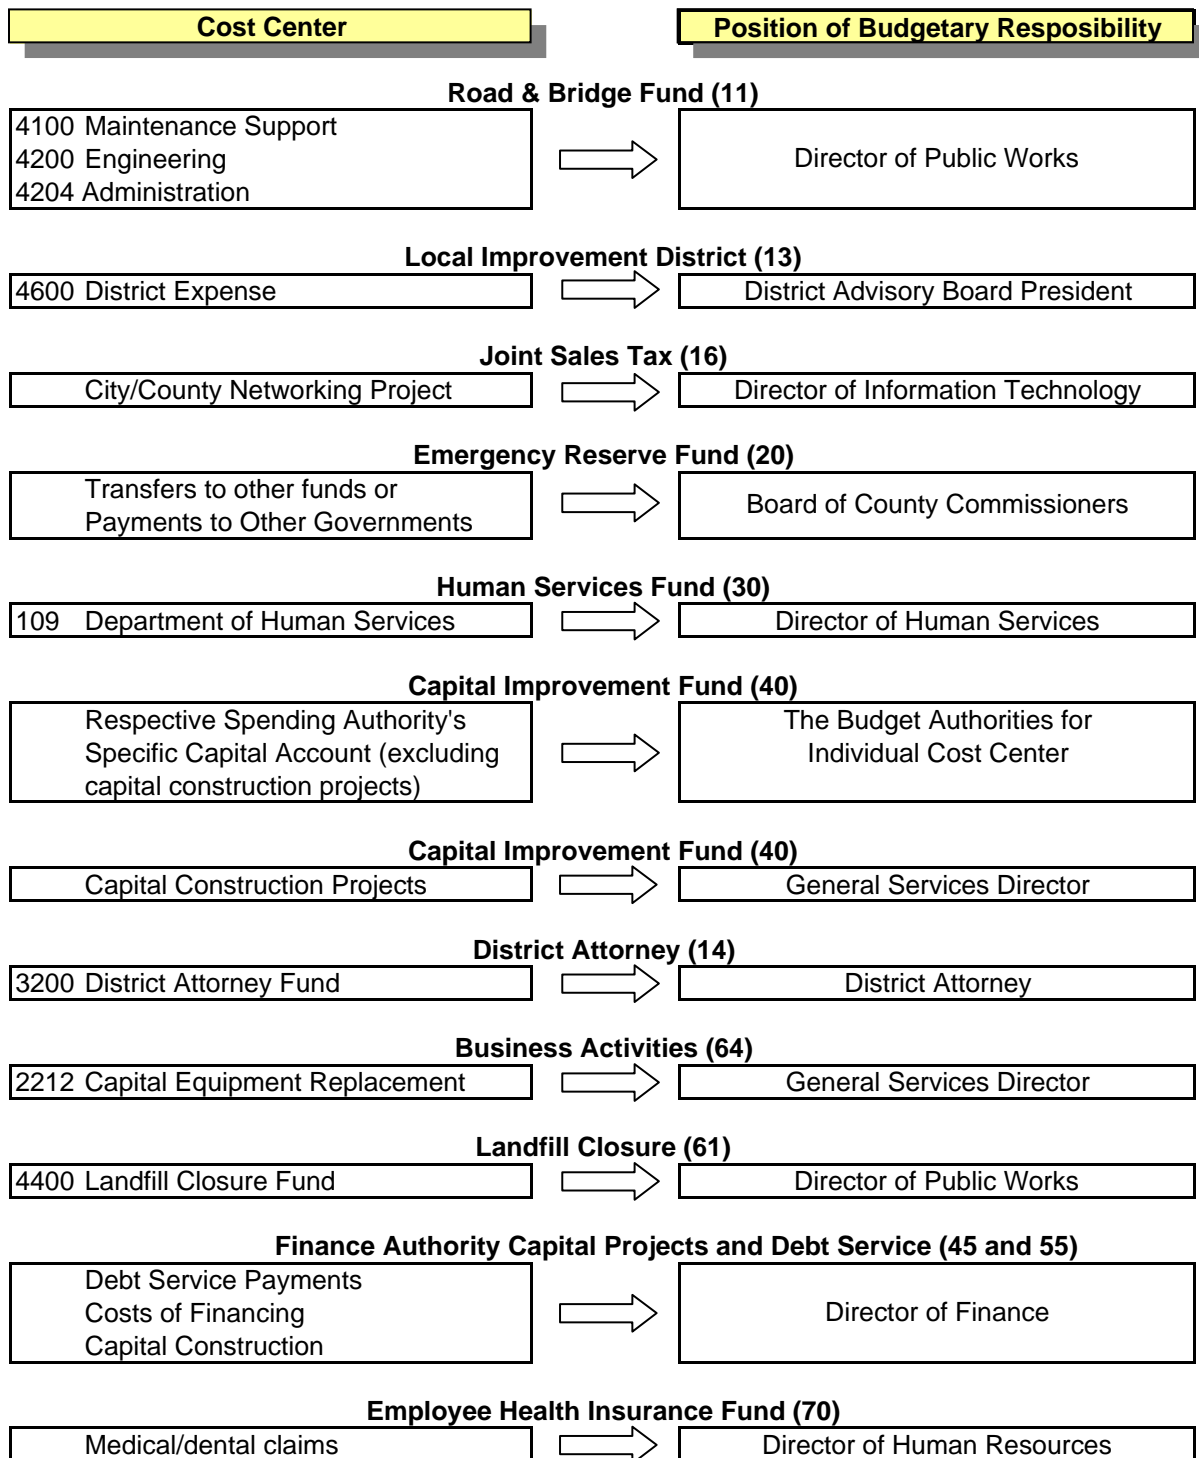 Cost Center
Position of Budgetary Resposibility
Road & Bridge Fund (11)
4100 Maintenance Support
4200 Engineering
4204 Administration
Director of Public Works
Local Improvement District (13)
4600 District Expense
District Advisory Board President
Joint Sales Tax (16)
City/County Networking Project
Director of Information Technology
Emergency Reserve Fund (20)
Transfers to other funds or
Payments to Other Governments
Board of County Commissioners
Human Services Fund (30)
109 Department of Human Services
Director of Human Services
Capital Improvement Fund (40)
Respective Spending Authority's
Specific Capital Account (excluding
capital construction projects)
The Budget Authorities for
Individual Cost Center
Capital Improvement Fund (40)
Capital Construction Projects
General Services Director
District Attorney (14)
3200 District Attorney Fund
District Attorney
Business Activities (64)
2212 Capital Equipment Replacement
General Services Director
Landfill Closure (61)
4400 Landfill Closure Fund
Director of Public Works
Finance Authority Capital Projects and Debt Service (45 and 55)
Debt Service Payments
Costs of Financing
Capital Construction
Director of Finance
Employee Health Insurance Fund (70)
Medical/dental claims
Director of Human Resources